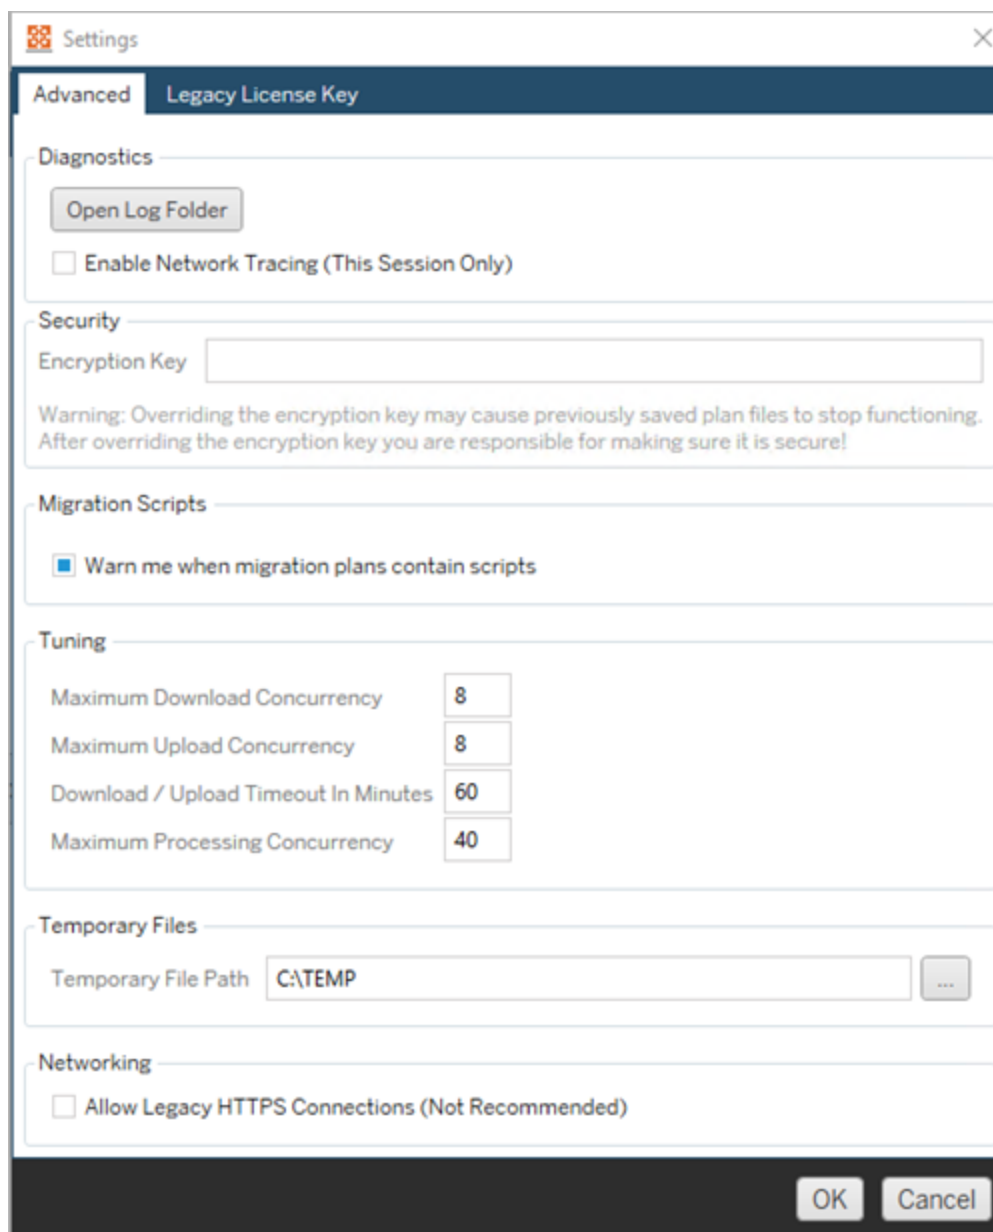 Settings
Advanced Legacy License Key
Diagnostics
Open Log Folder
Enable Network Tracing (This Session Only)
Security
Encryption Key
Warning: Overriding the encryption key may cause previously saved plan files to stop functioning.
After overriding the encryption key you are responsible for making sure it is secure!
Migration Scripts
Warn me when migration plans contain scripts
Tuning
Maximum Download Concurrency 8
Maximum Upload Concurrency 8
Download / Upload Timeout In Minutes 60
Maximum Processing Concurrency 40
Temporary Files
Temporary File Path C:\TEMP ...
Networking
Allow Legacy HTTPS Connections (Not Recommended)
OK Cancel